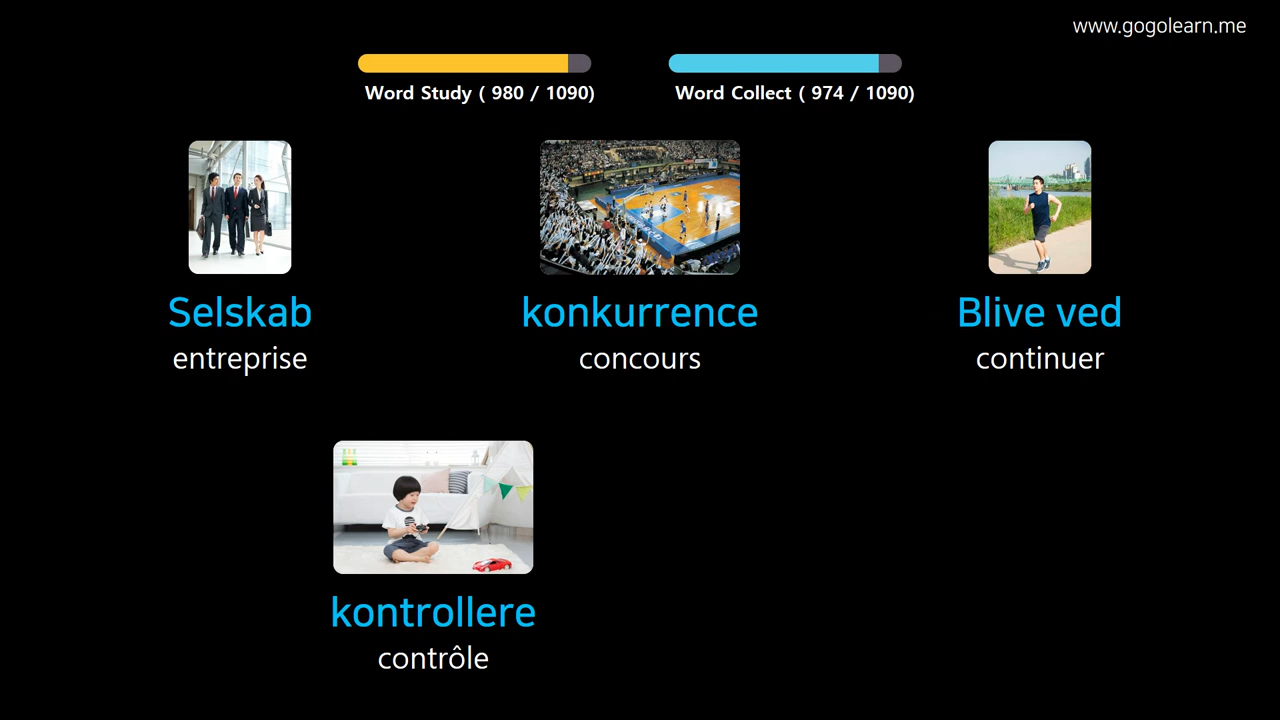 www.gogolearn.me
Word Study ( 980 / 1090)
Word Collect ( 974 / 1090)
Selskab
entreprise
konkurrence
concours
Blive ved
continuer
kontrollere
contrôle